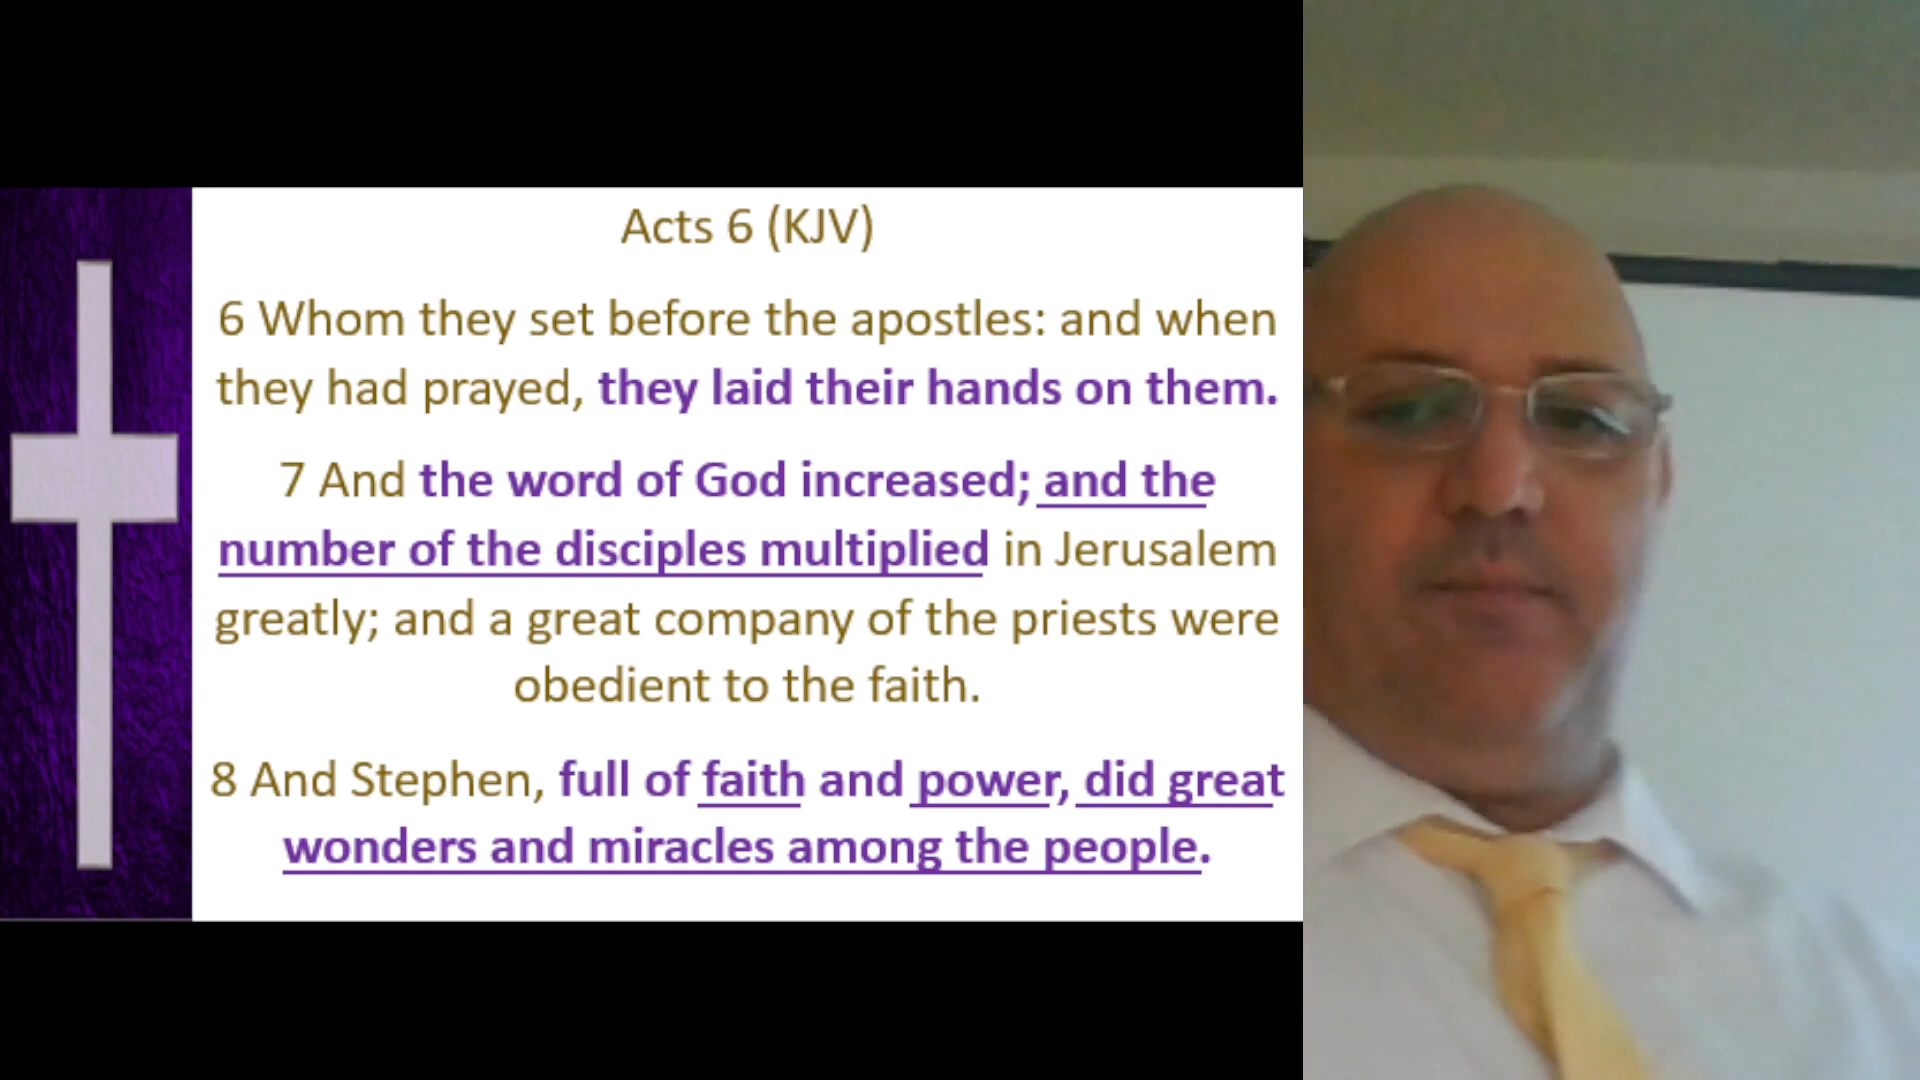 Acts 6 (KJV)
6 Whom they set before the apostles: and when
they had prayed, they laid their hands on them.
7 And the word of God increased; and the
number of the disciples multiplied in Jerusalem
greatly; and a great company of the priests were
obedient to the faith.
8 And Stephen, full of faith and power, did great
wonders and miracles among the people.